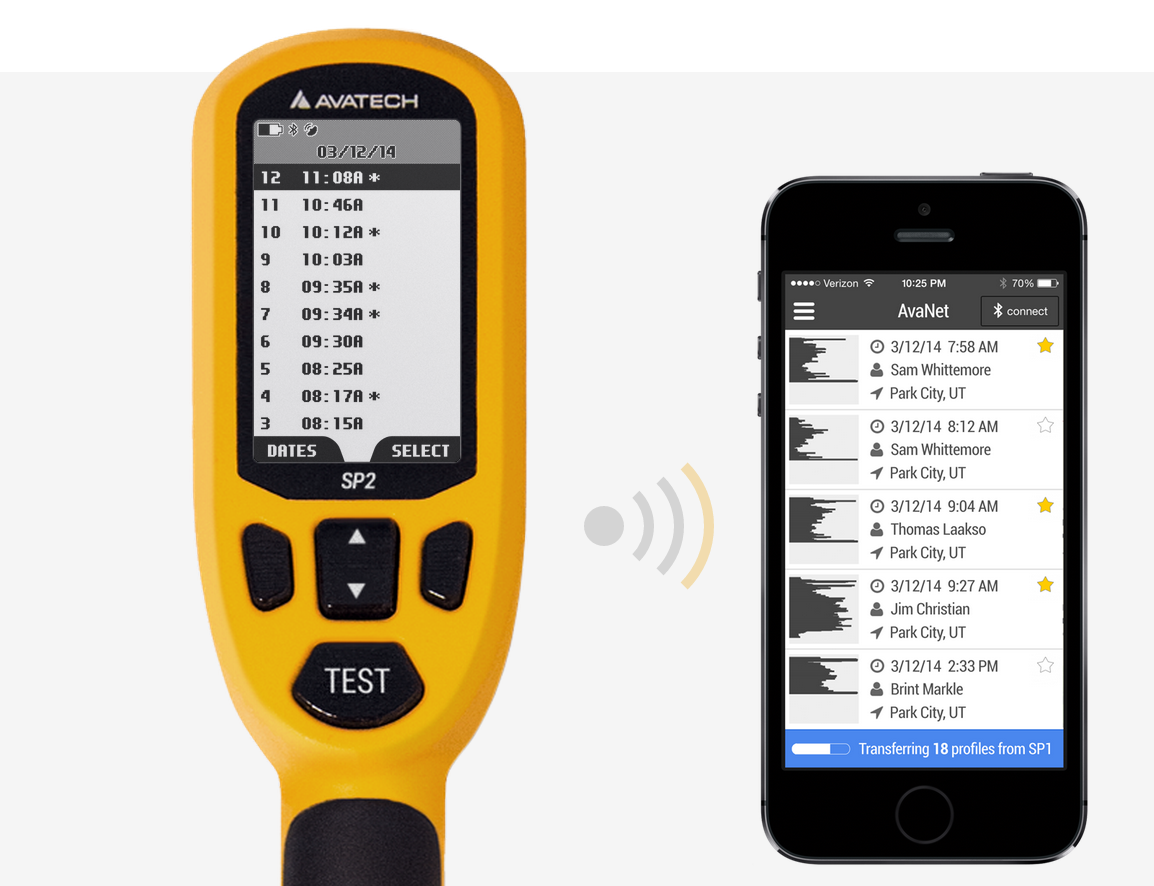 AVATECH
03/12/14
12 11:08A *
11 10:46A
10 10:12A *
9 10:03A
8 09:35A *
7 09:34A *
6 09:30A
5 08:25A
4 08:17A *
3 08:15A
DATES SELECT
SP2
TEST
Verizon 10:25 PM 70%
AvaNet connect
3/12/14 7:58 AM
Sam Whittemore
Park City, UT
3/12/14 8:12 AM
Sam Whittemore
Park City, UT
3/12/14 9:04 AM
Thomas Laakso
Park City, UT
3/12/14 9:27 AM
Jim Christian
Park City, UT
3/12/14 2:33 PM
Brint Markle
Park City, UT
Transferring 18 profiles from SP1